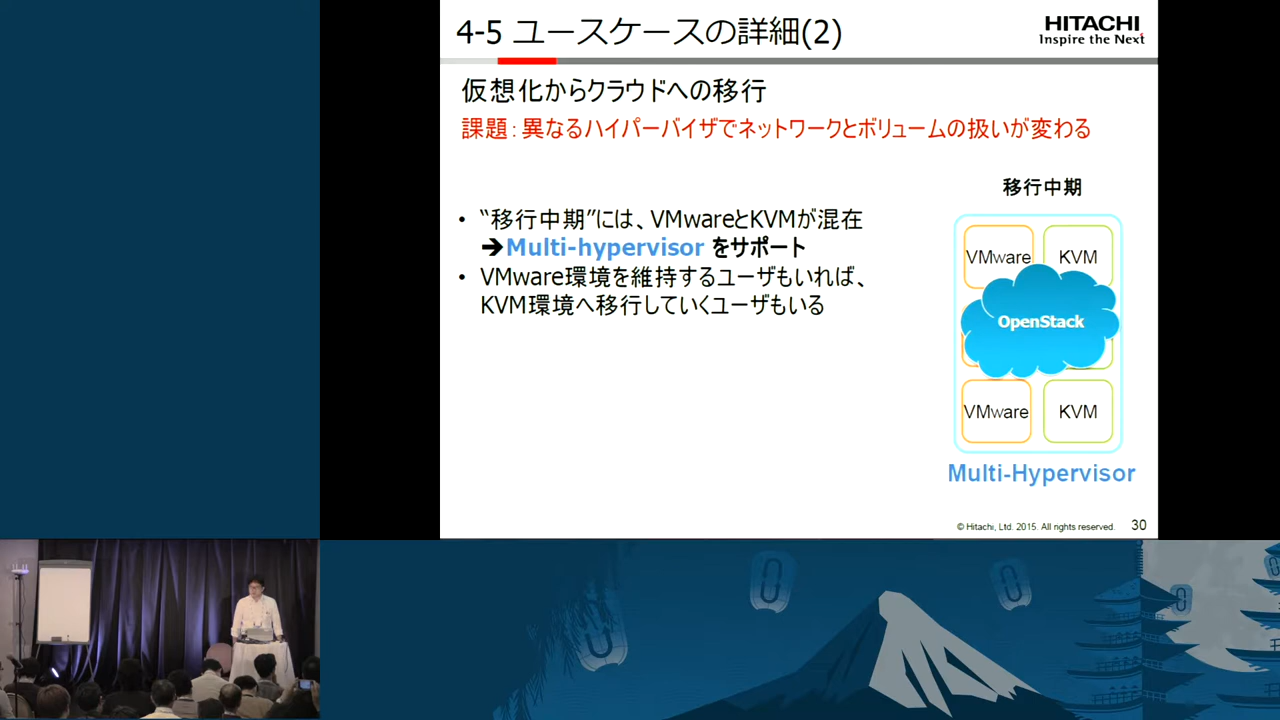 4-5 ユースケースの詳細(2)
HITACHI
Inspire the Next
仮想化からクラウドへの移行
課題：異なるハイパーバイザでネットワークとボリュームの扱いが変わる
移行中期
• “移行中期”には、VMwareとKVMが混在
➔Multi-hypervisor をサポート
• VMware環境を維持するユーザもいれば、
KVM環境へ移行していくユーザもいる
VMware KVM
OpenStack
VMware KVM
Multi-Hypervisor
© Hitachi, Ltd. 2015. All rights reserved. 30